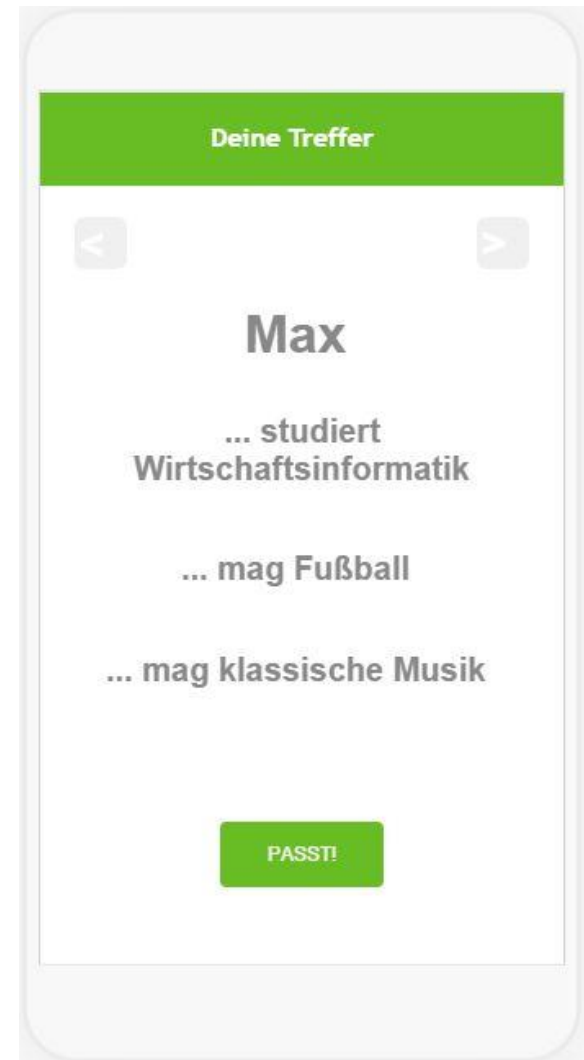 Deine Treffer
< >
Max
... studiert
Wirtschaftsinformatik
... mag Fußball
... mag klassische Musik
PASST!